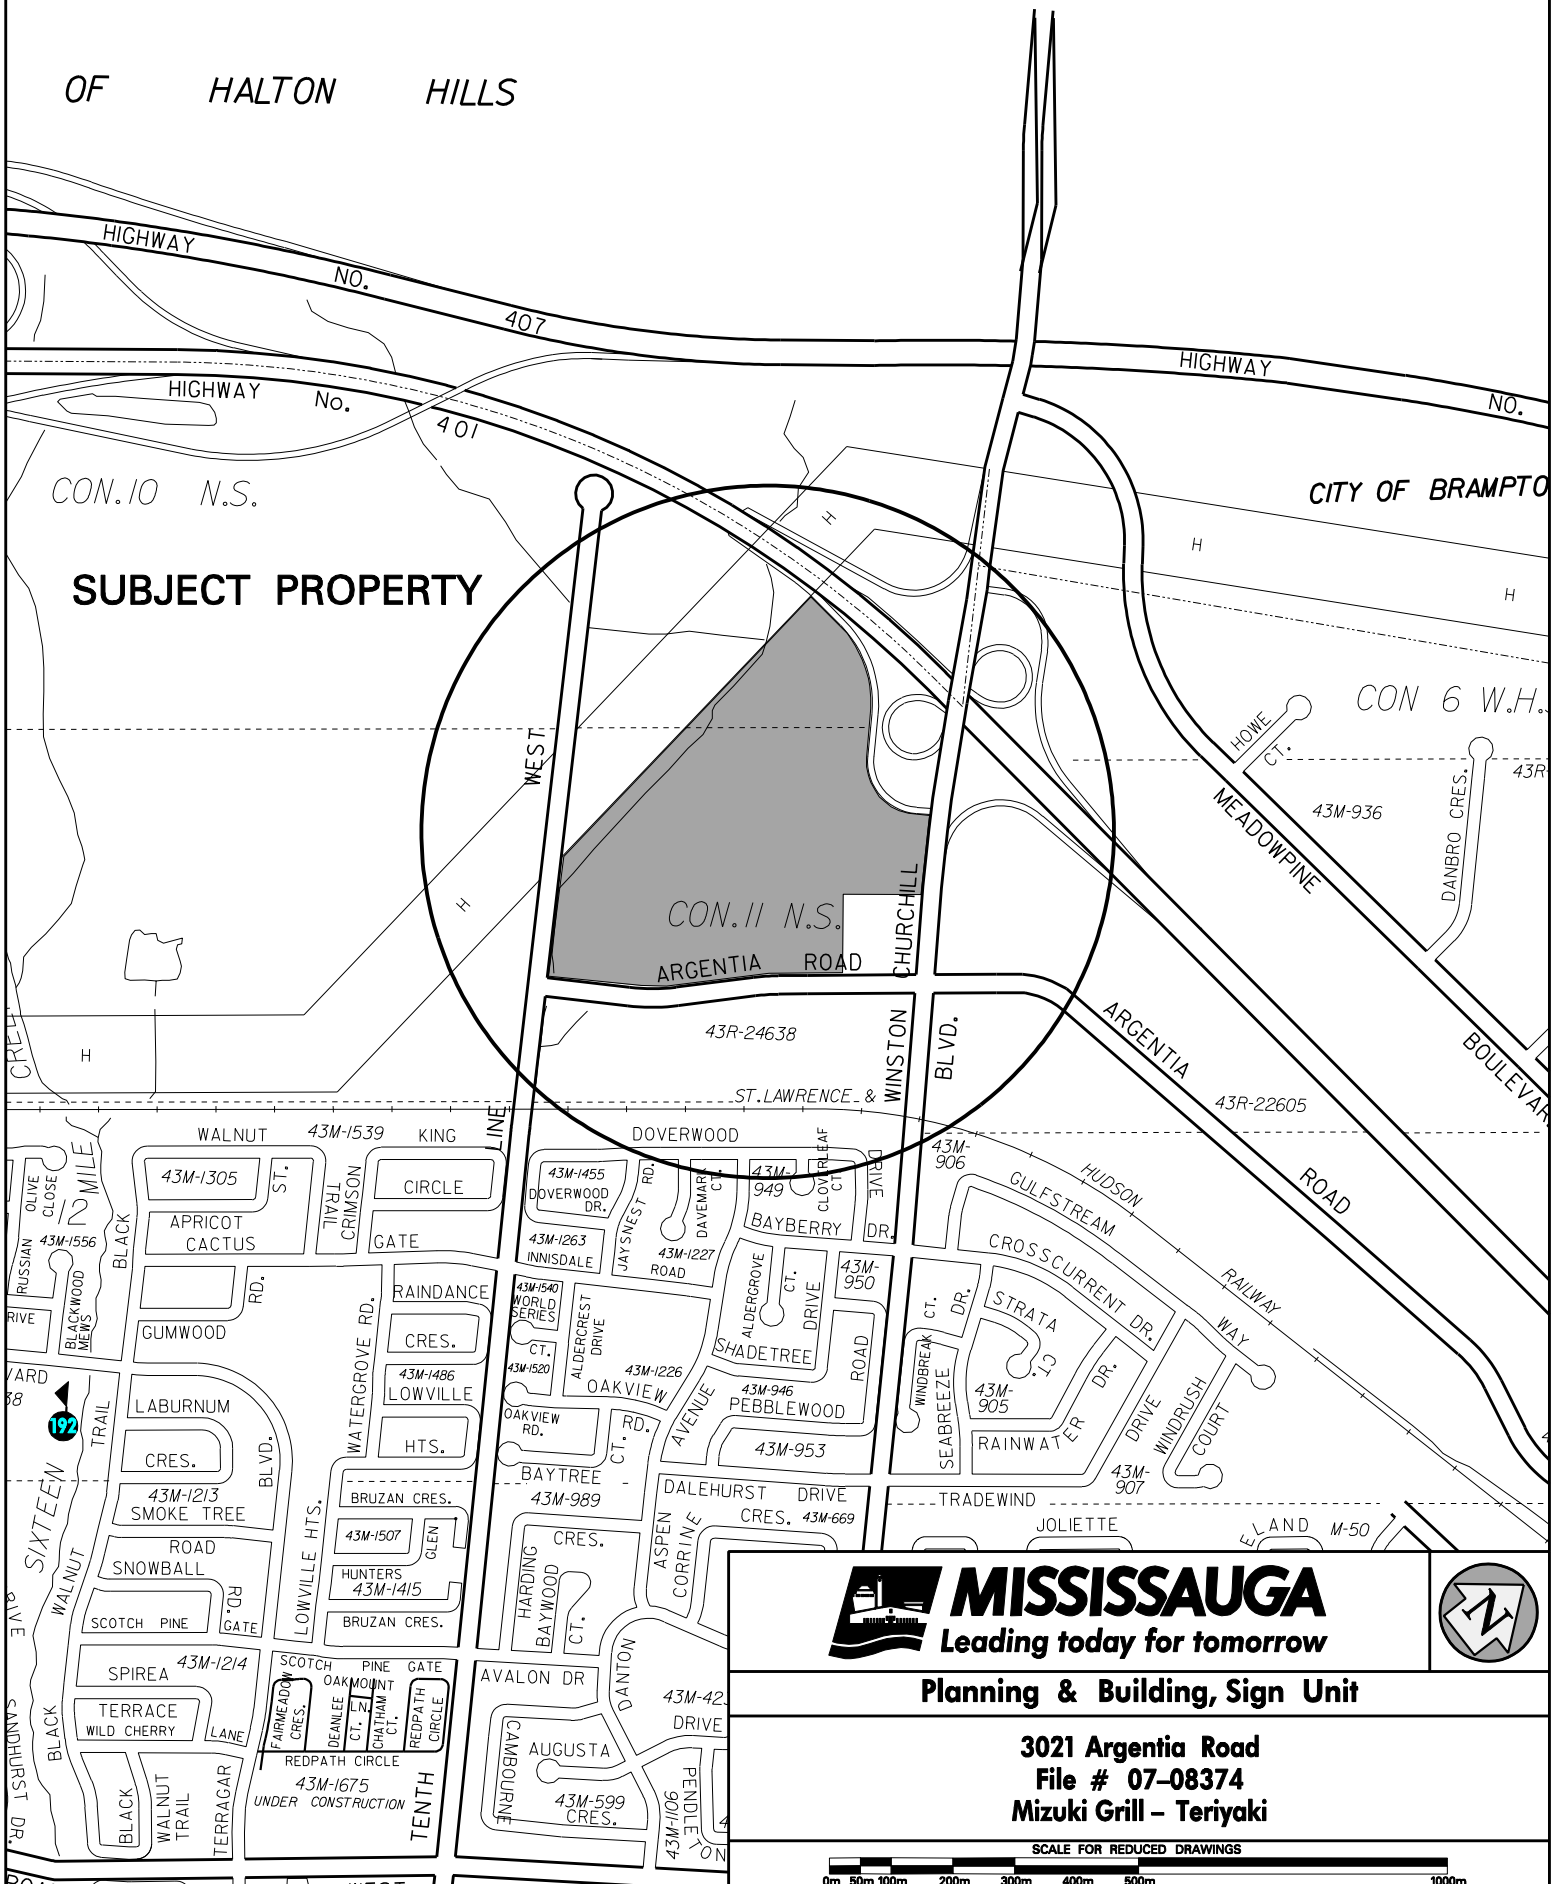 OF HALTON HILLS
HIGHWAY NO. 407
HIGHWAY NO.
HIGHWAY No. 401
CON.10 N.S.
CITY OF BRAMPTO
H
H
H
SUBJECT PROPERTY
CON 6 W.H.S
HOWE CT.
43R-
WEST
43M-936
DANBRO CRES.
MEADOWPINE
BOULEVAR
H
CON.11 N.S.
CHURCHILL
ARGENTIA ROAD
43R-24638
WINSTON
BLVD.
ARGENTIA
ROAD
H
ST.LAWRENCE &
43R-22605
HUDSON
RAILWAY
LINE
WALNUT
43M-1539
KING
DOVERWOOD
DRIVE
43M-906
12 MILE
OLIVE CLOSE
43M-1305
ST.
CRIMSON TRAIL
CIRCLE
43M-1455
DOVERWOOD DR.
JAYSNEST RD.
DAVEMARK CT.
43M-949
CLOVERLEAF CT.
GULFSTREAM
WAY
APRICOT
CACTUS
GATE
43M-1556
RUSSIAN
BLACK
43M-1263
INNISDALE
43M-1227
ROAD
BAYBERRY
DR.
CROSSCURRENT DR.
BLACKWOOD MEWS
RD.
RAINDANCE
43M-1540
WORLD SERIES
CT.
ALDERCREST DRIVE
ALDERGROVE CT.
DRIVE
43M-950
WINDBREAK CT.
DR.
STRATA
CT.
RIVE
GUMWOOD
WATERGROVE RD.
CRES.
43M-1520
43M-1226
SHADETREE
ROAD
VARD
38
192
LABURNUM
TRAIL
43M-1486
LOWVILLE
OAKVIEW
AVENUE
43M-946
PEBBLEWOOD
SEABREEZE
43M-905
DR.
WINDRUSH
COURT
CRES.
BLVD.
HTS.
OAKVIEW RD.
CT.
RD.
43M-953
RAINWATER
DRIVE
SIXTEEN
43M-1213
SMOKE TREE
BRUZAN CRES.
BAYTREE
43M-989
DALEHURST DRIVE
43M-907
TRADEWIND
ROAD
SNOWBALL
LOWVILLE HTS.
43M-1507
GLEN
CRES.
ASPEN
CORRINE
CRES.
43M-669
JOLIETTE
ELAND
M-50
WALNUT
HUNTERS
43M-1415
HARDING
BAYWOOD
CT.
SCOTCH PINE
RD.
GATE
BRUZAN CRES.
SPIREA
43M-1214
SCOTCH PINE GATE
AVALON DR
DANTON
TERRACE
WILD CHERRY
LANE
FAIRMEADOW CRES.
OAKMOUNT
LN.
DEANLEE CT.
CHATHAM CT.
REDPATH CIRCLE
43M-42
DRIVE
SANDHURST DR.
BLACK
REDPATH CIRCLE
CAMBOURNE
AUGUSTA
43M-1675
UNDER CONSTRUCTION
43M-599
CRES.
43M-1106
PENDLETON
BLACK
WALNUT TRAIL
TERRAGAR
TENTH
MISSISSAUGA
Leading today for tomorrow
N
Planning & Building, Sign Unit
3021 Argentia Road
File # 07-08374
Mizuki Grill - Teriyaki
SCALE FOR REDUCED DRAWINGS
0m 50m 100m 200m 300m 400m 500m 1000m